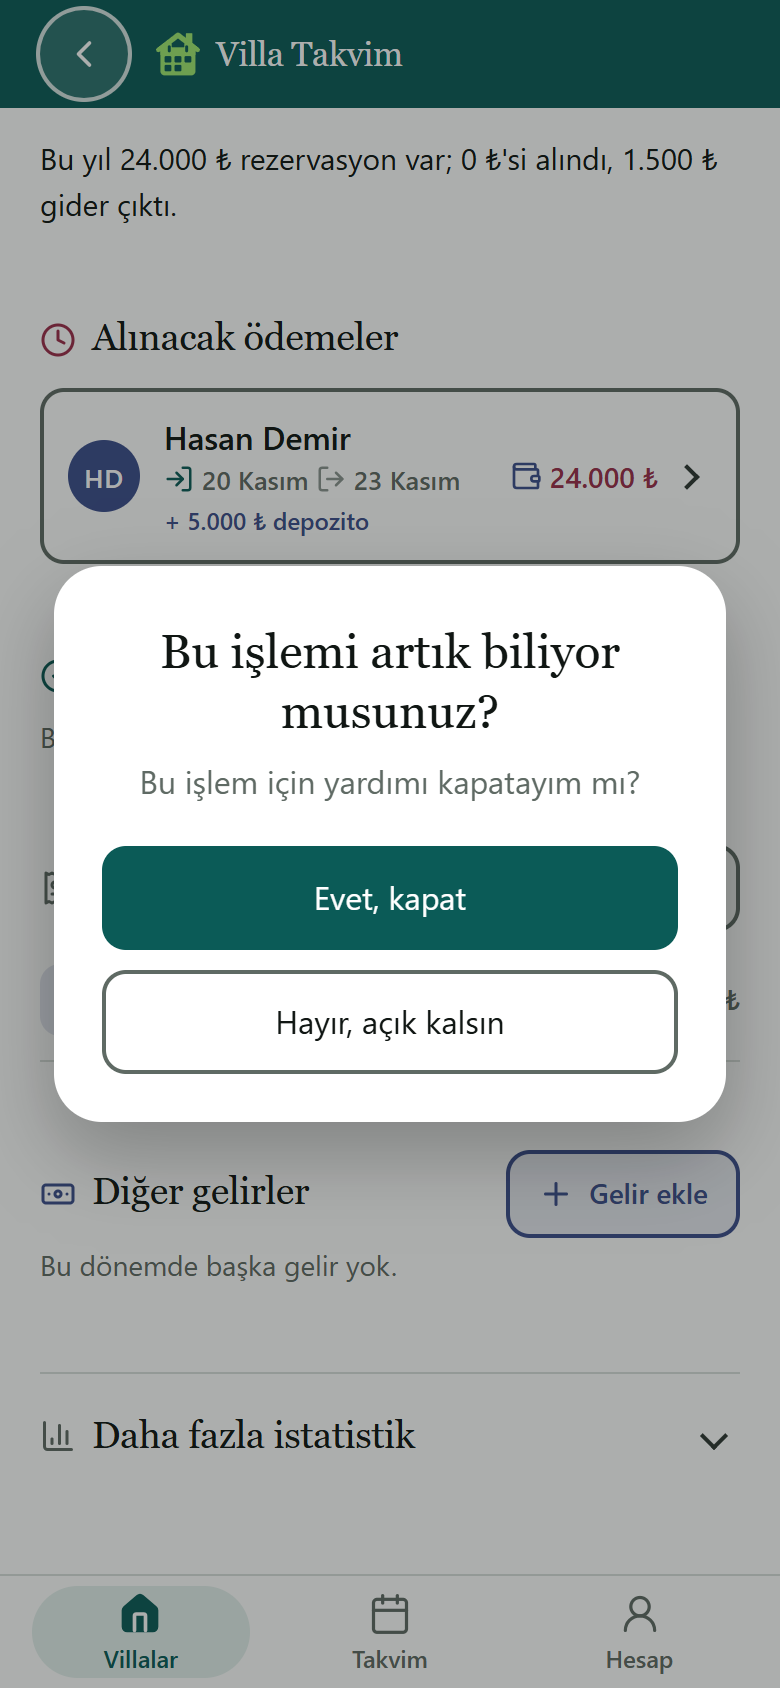 Villa Takvim
Bu yıl 24.000 ₺ rezervasyon var; 0 ₺'si alındı, 1.500 ₺
gider çıktı.
Alınacak ödemeler
HD
Hasan Demir
20 Kasım 23 Kasım
24.000 ₺
+ 5.000 ₺ depozito
Bu işlemi artık biliyor
musunuz?
Bu işlem için yardımı kapatayım mı?
Evet, kapat
Hayır, açık kalsın
₺
Diğer gelirler
+ Gelir ekle
Bu dönemde başka gelir yok.
Daha fazla istatistik
Villalar
Takvim
Hesap